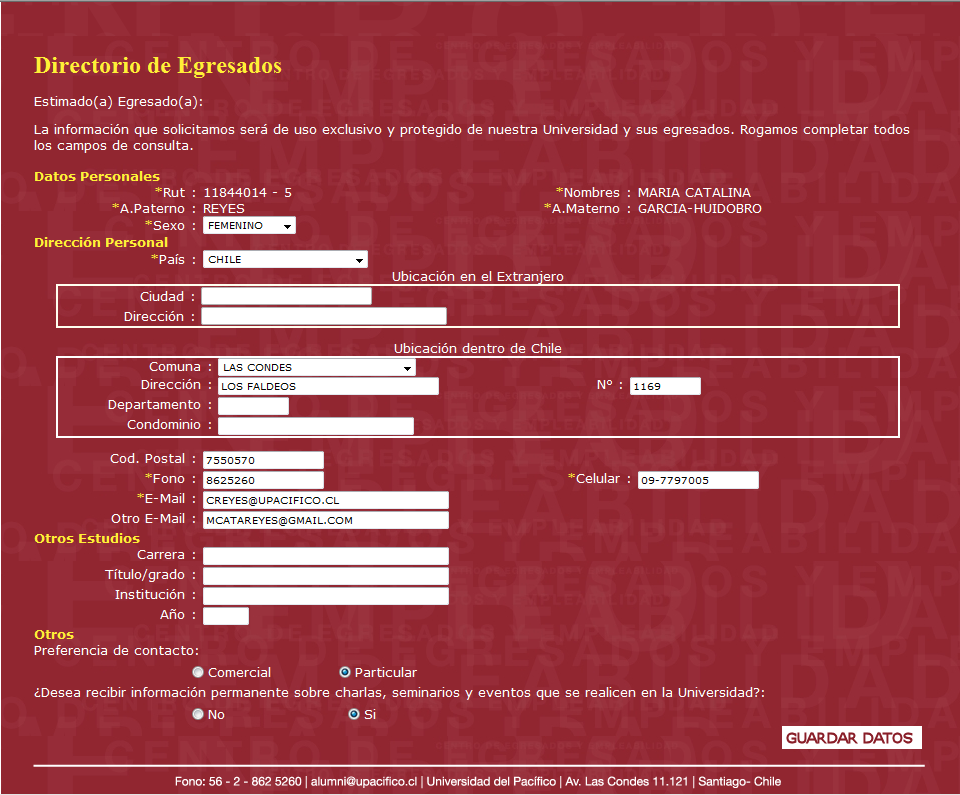 Directorio de Egresados
Estimado(a) Egresado(a):
La información que solicitamos será de uso exclusivo y protegido de nuestra Universidad y sus egresados. Rogamos completar todos
los campos de consulta.
Datos Personales
*Rut : 11844014 - 5 *Nombres : MARIA CATALINA
*A.Paterno : REYES *A.Materno : GARCIA-HUIDOBRO
*Sexo : FEMENINO
Dirección Personal
*País : CHILE
Ubicación en el Extranjero
Ciudad :
Dirección :
Ubicación dentro de Chile
Comuna : LAS CONDES
Dirección : LOS FALDEOS Nº : 1169
Departamento :
Condominio :
Cod. Postal : 7550570
*Fono : 8625260 *Celular : 09-7797005
*E-Mail : CREYES@UPACIFICO.CL
Otro E-Mail : MCATAREYES@GMAIL.COM
Otros Estudios
Carrera :
Título/grado :
Institución :
Año :
Otros
Preferencia de contacto:
Comercial Particular
¿Desea recibir información permanente sobre charlas, seminarios y eventos que se realicen en la Universidad?:
No Si
GUARDAR DATOS
Fono: 56 - 2 - 862 5260 | alumni@upacifico.cl | Universidad del Pacífico | Av. Las Condes 11.121 | Santiago- Chile